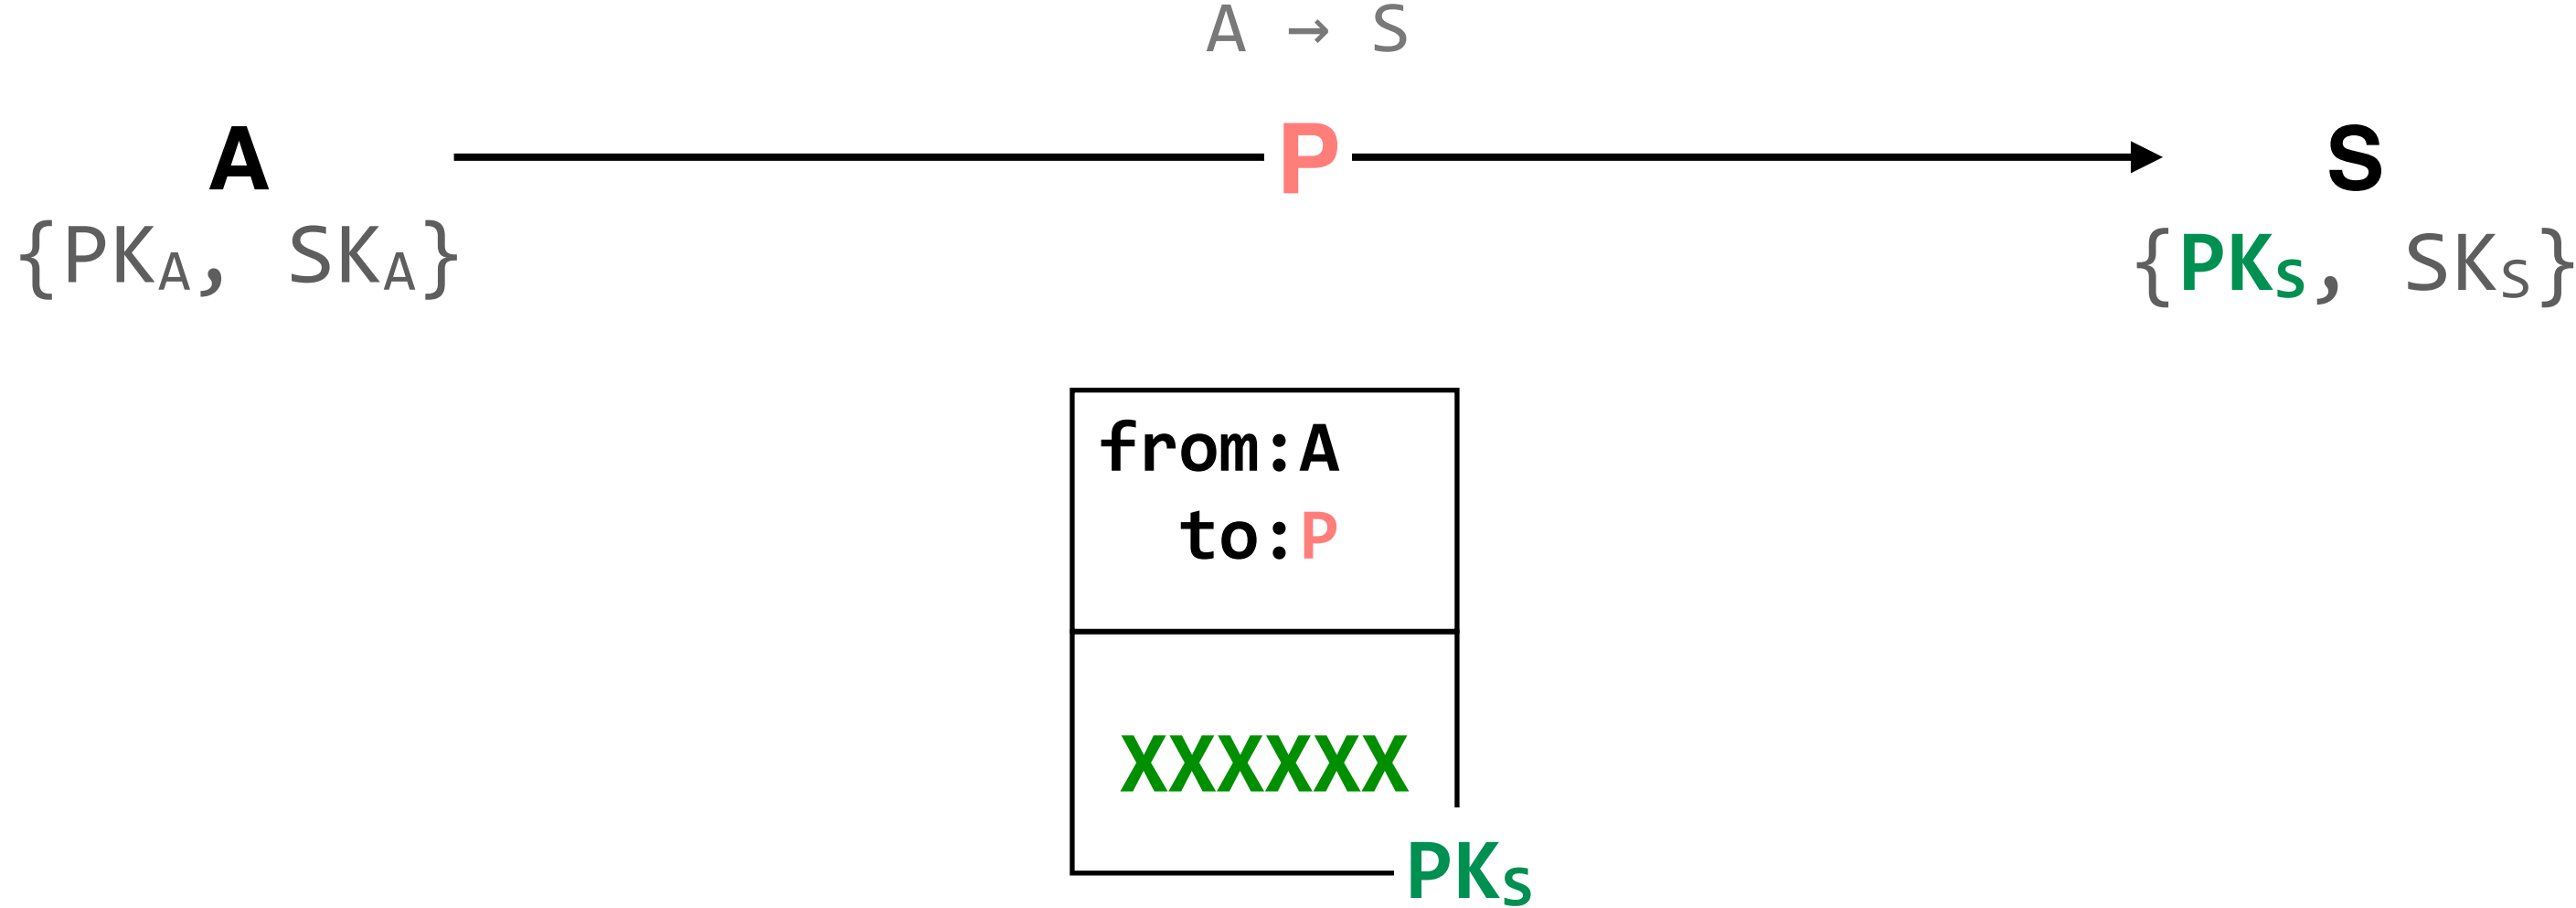 A → S
A P S
{PKA, SKA} {PKS, SKS}
from:A
to:P
XXXXXX
PKS